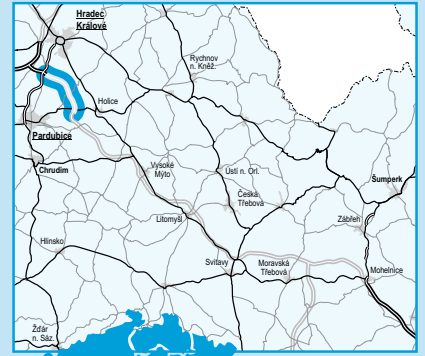 Hradec
Králové
Rychnov
n. Kněž.
Holice
Pardubice
Chrudim
Vysoké
Mýto
Ústí n. Orl.
Šumperk
Česká
Třebová
Litomyšl
Zábřeh
Hlinsko
Svitavy
Moravská
Třebová
Mohelnice
Žďár
n. Sáz.